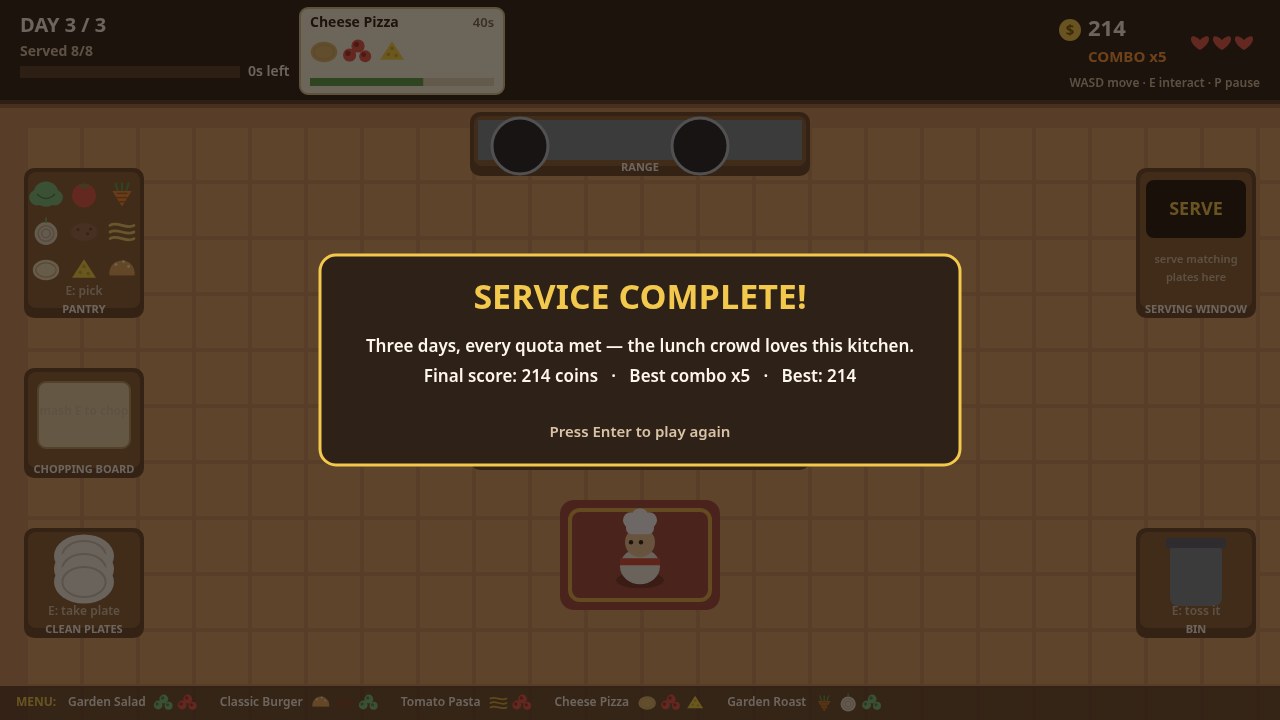 DAY 3 / 3
Served 8/8
0s left
Cheese Pizza 40s
$ 214
COMBO x5
WASD move · E interact · P pause
RANGE
E: pick
PANTRY
SERVE
serve matching
plates here
SERVING WINDOW
SERVICE COMPLETE!
Three days, every quota met — the lunch crowd loves this kitchen.
Final score: 214 coins · Best combo x5 · Best: 214
Press Enter to play again
mash E to chop
CHOPPING BOARD
E: take plate
CLEAN PLATES
E: toss it
BIN
MENU: Garden Salad Classic Burger Tomato Pasta Cheese Pizza Garden Roast